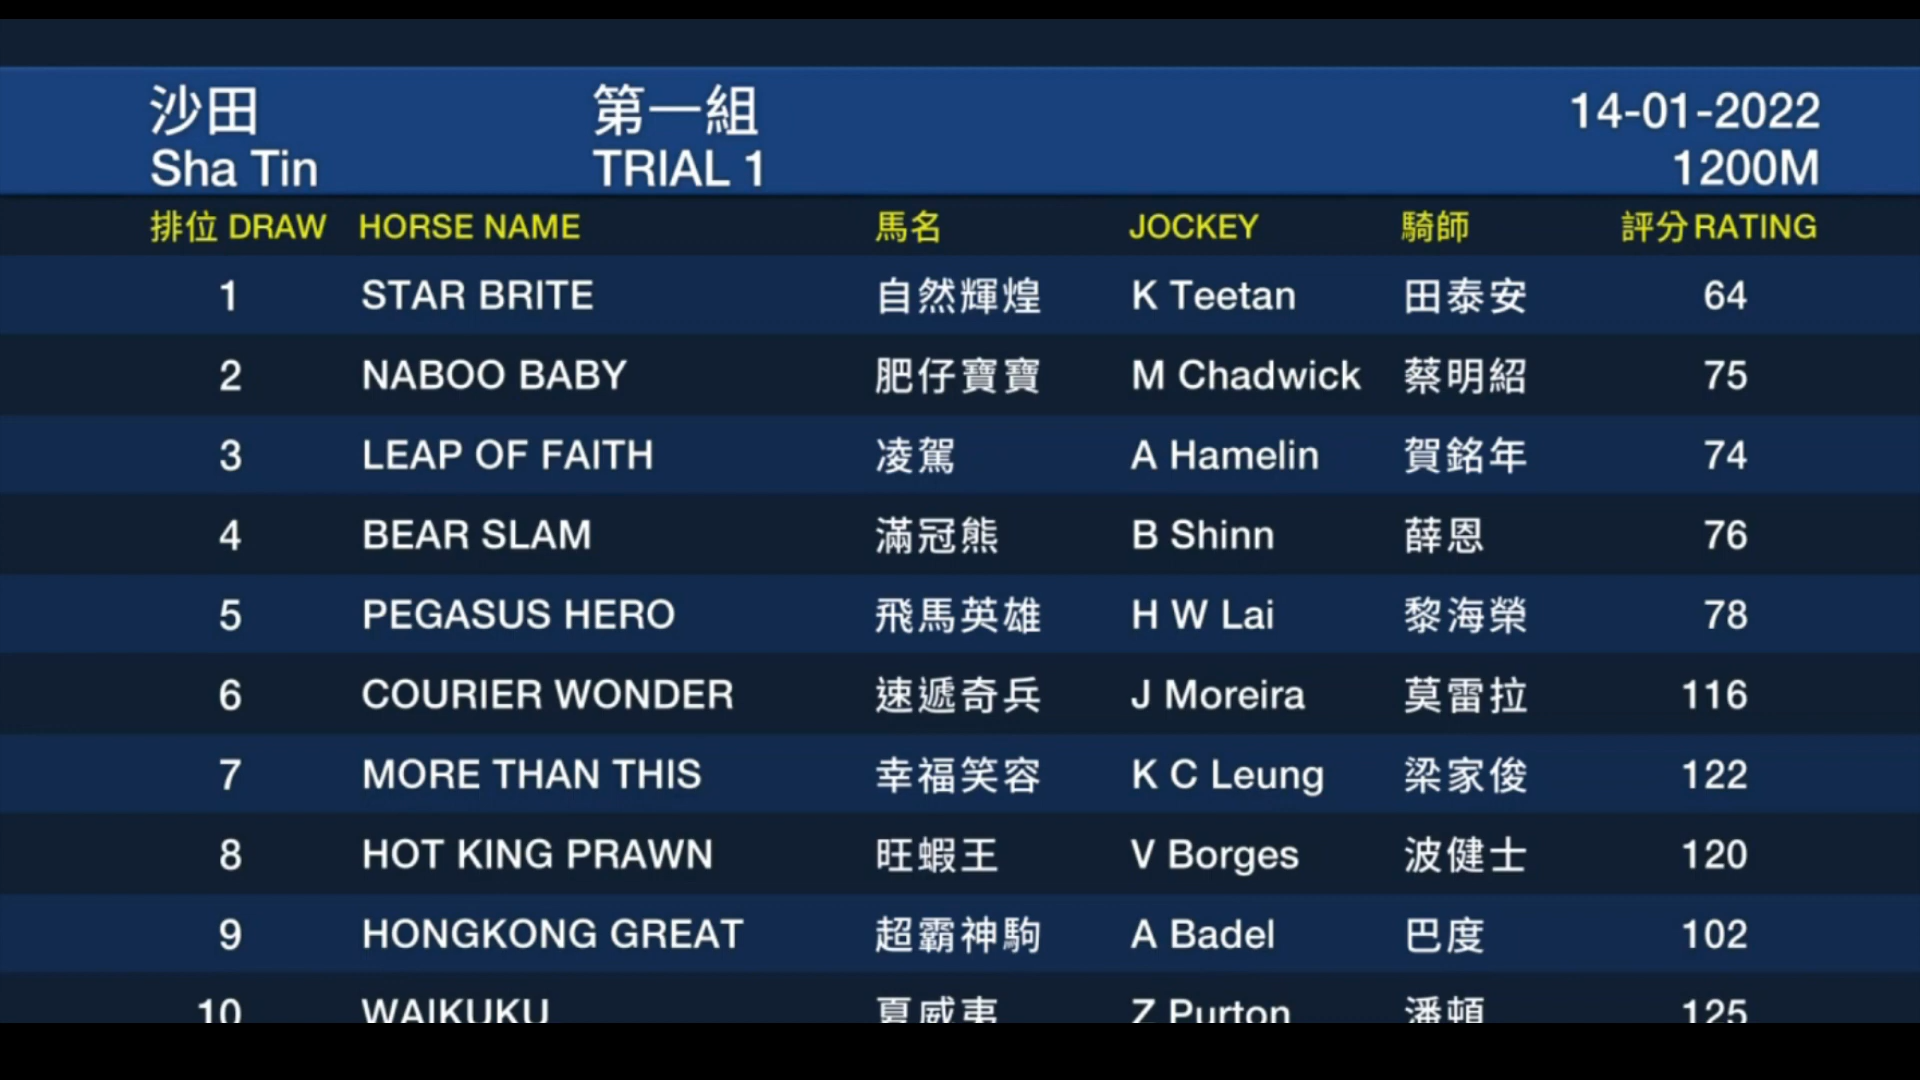 沙田 第一組 14-01-2022
Sha Tin TRIAL 1 1200M
排位 DRAW HORSE NAME 馬名 JOCKEY 騎師 評分 RATING
1 STAR BRITE 自然輝煌 K Teetan 田泰安 64
2 NABOO BABY 肥仔寶寶 M Chadwick 蔡明紹 75
3 LEAP OF FAITH 凌駕 A Hamelin 賀銘年 74
4 BEAR SLAM 滿冠熊 B Shinn 薛恩 76
5 PEGASUS HERO 飛馬英雄 H W Lai 黎海榮 78
6 COURIER WONDER 速遞奇兵 J Moreira 莫雷拉 116
7 MORE THAN THIS 幸福笑容 K C Leung 梁家俊 122
8 HOT KING PRAWN 旺蝦王 V Borges 波健士 120
9 HONGKONG GREAT 超霸神駒 A Badel 巴度 102
10 WAIKUKU 夏威夷 Z Purton 潘頓 125